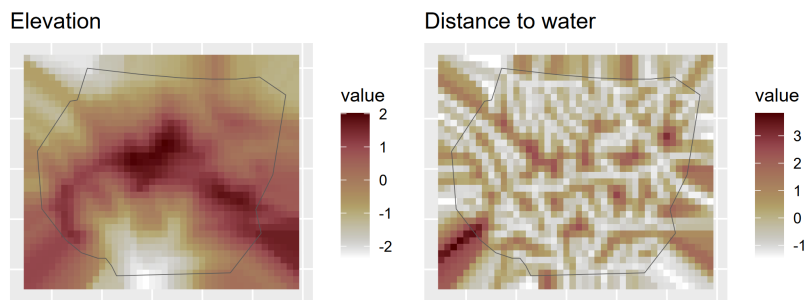 Elevation
value
2
1
0
-1
-2
Distance to water
value
3
2
1
0
-1